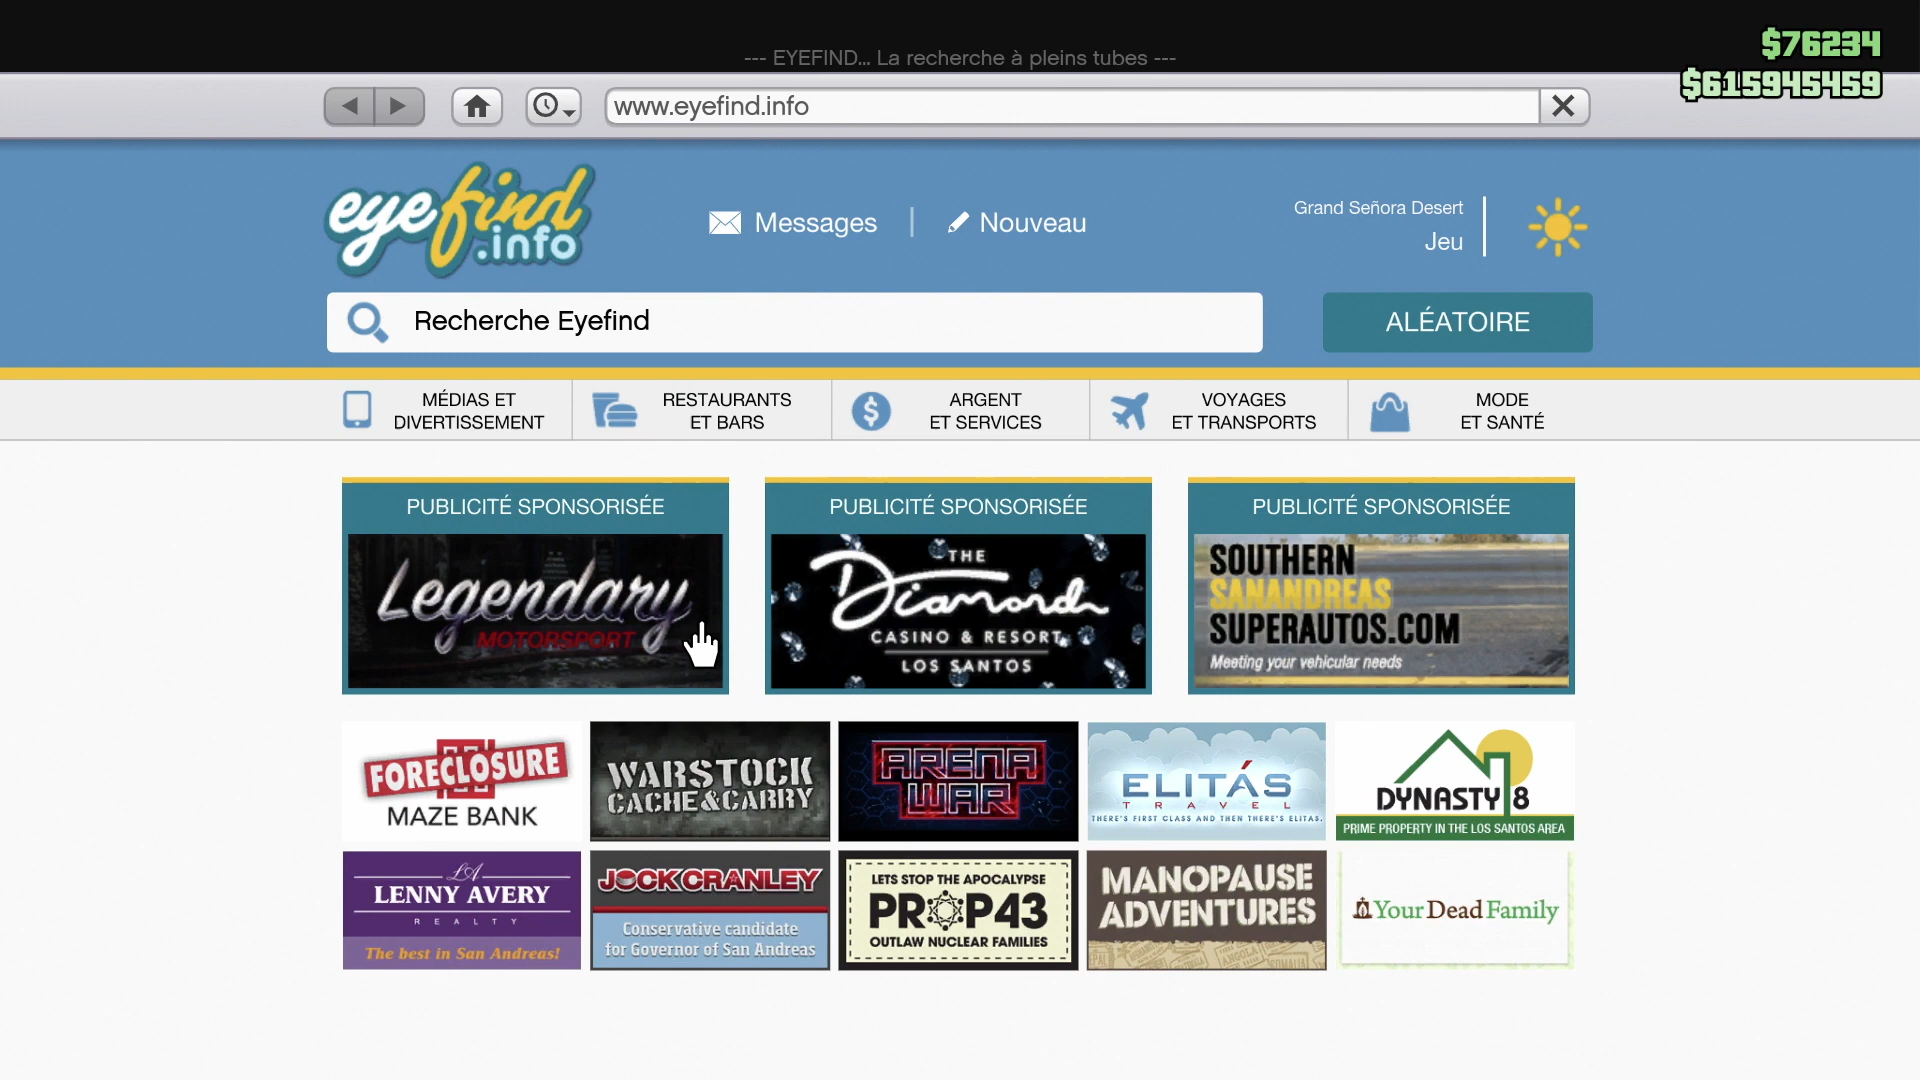 --- EYEFIND... La recherche à pleins tubes ---
$76234
$615945459
www.eyefind.info
eyefind
.info
Messages
Nouveau
Grand Señora Desert
Jeu
Recherche Eyefind
ALÉATOIRE
MÉDIAS ET
DIVERTISSEMENT
RESTAURANTS
ET BARS
ARGENT
ET SERVICES
VOYAGES
ET TRANSPORTS
MODE
ET SANTÉ
PUBLICITÉ SPONSORISÉE
Legendary
MOTORSPORT
PUBLICITÉ SPONSORISÉE
THE
Diamond
CASINO & RESORT
LOS SANTOS
PUBLICITÉ SPONSORISÉE
SOUTHERN
SANANDREAS
SUPERAUTOS.COM
Meeting your vehicular needs
FORECLOSURE
MAZE BANK
WARSTOCK
CACHE&CARRY
ARENA
WAR
ELITÁS
TRAVEL
THERE'S FIRST CLASS AND THEN THERE'S ELITAS.
DYNASTY 8
PRIME PROPERTY IN THE LOS SANTOS AREA
LA
LENNY AVERY
REALTY
The best in San Andreas!
JOCK CRANLEY
Conservative candidate
for Governor of San Andreas
LETS STOP THE APOCALYPSE
PROP43
OUTLAW NUCLEAR FAMILIES
MANOPAUSE
ADVENTURES
YourDeadFamily